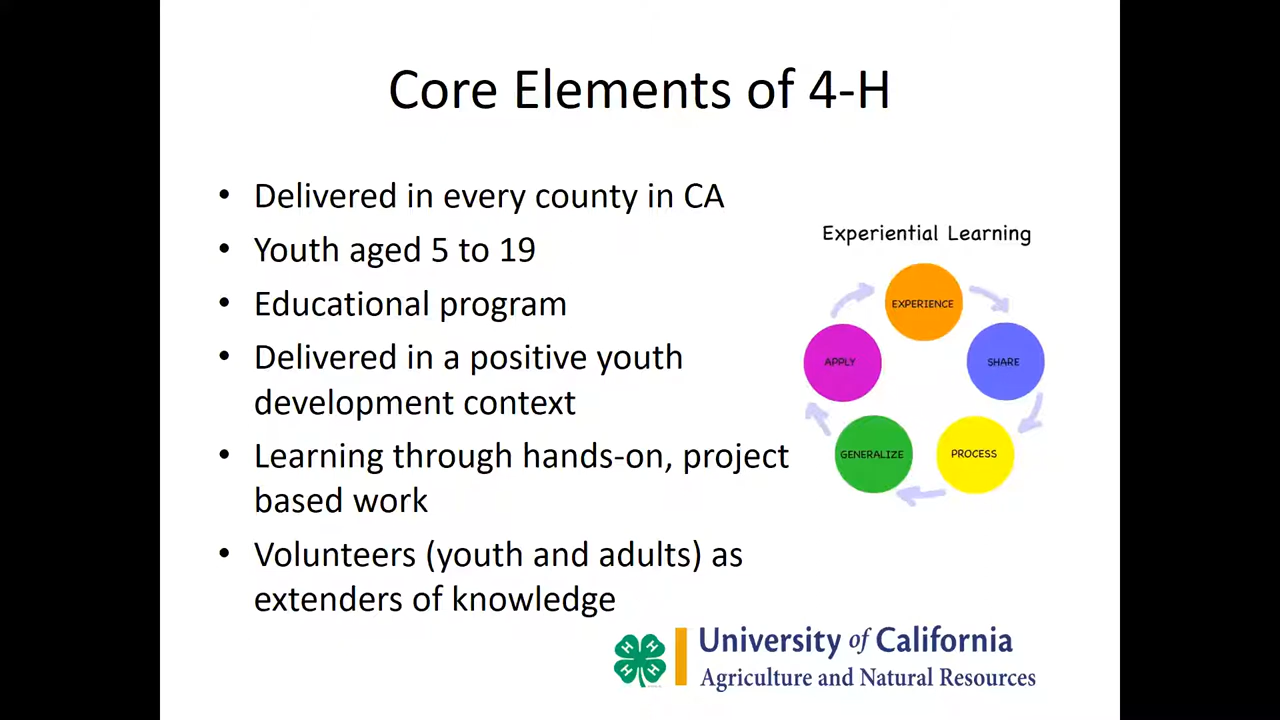 Core Elements of 4-H
• Delivered in every county in CA
• Youth aged 5 to 19
• Educational program
• Delivered in a positive youth
development context
• Learning through hands-on, project
based work
• Volunteers (youth and adults) as
extenders of knowledge
Experiential Learning
EXPERIENCE
SHARE
PROCESS
GENERALIZE
APPLY
H H
H H
University of California
Agriculture and Natural Resources